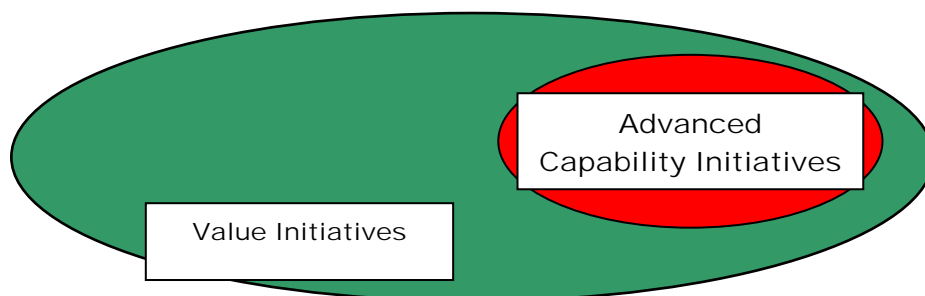 Advanced
Capability Initiatives
Value Initiatives